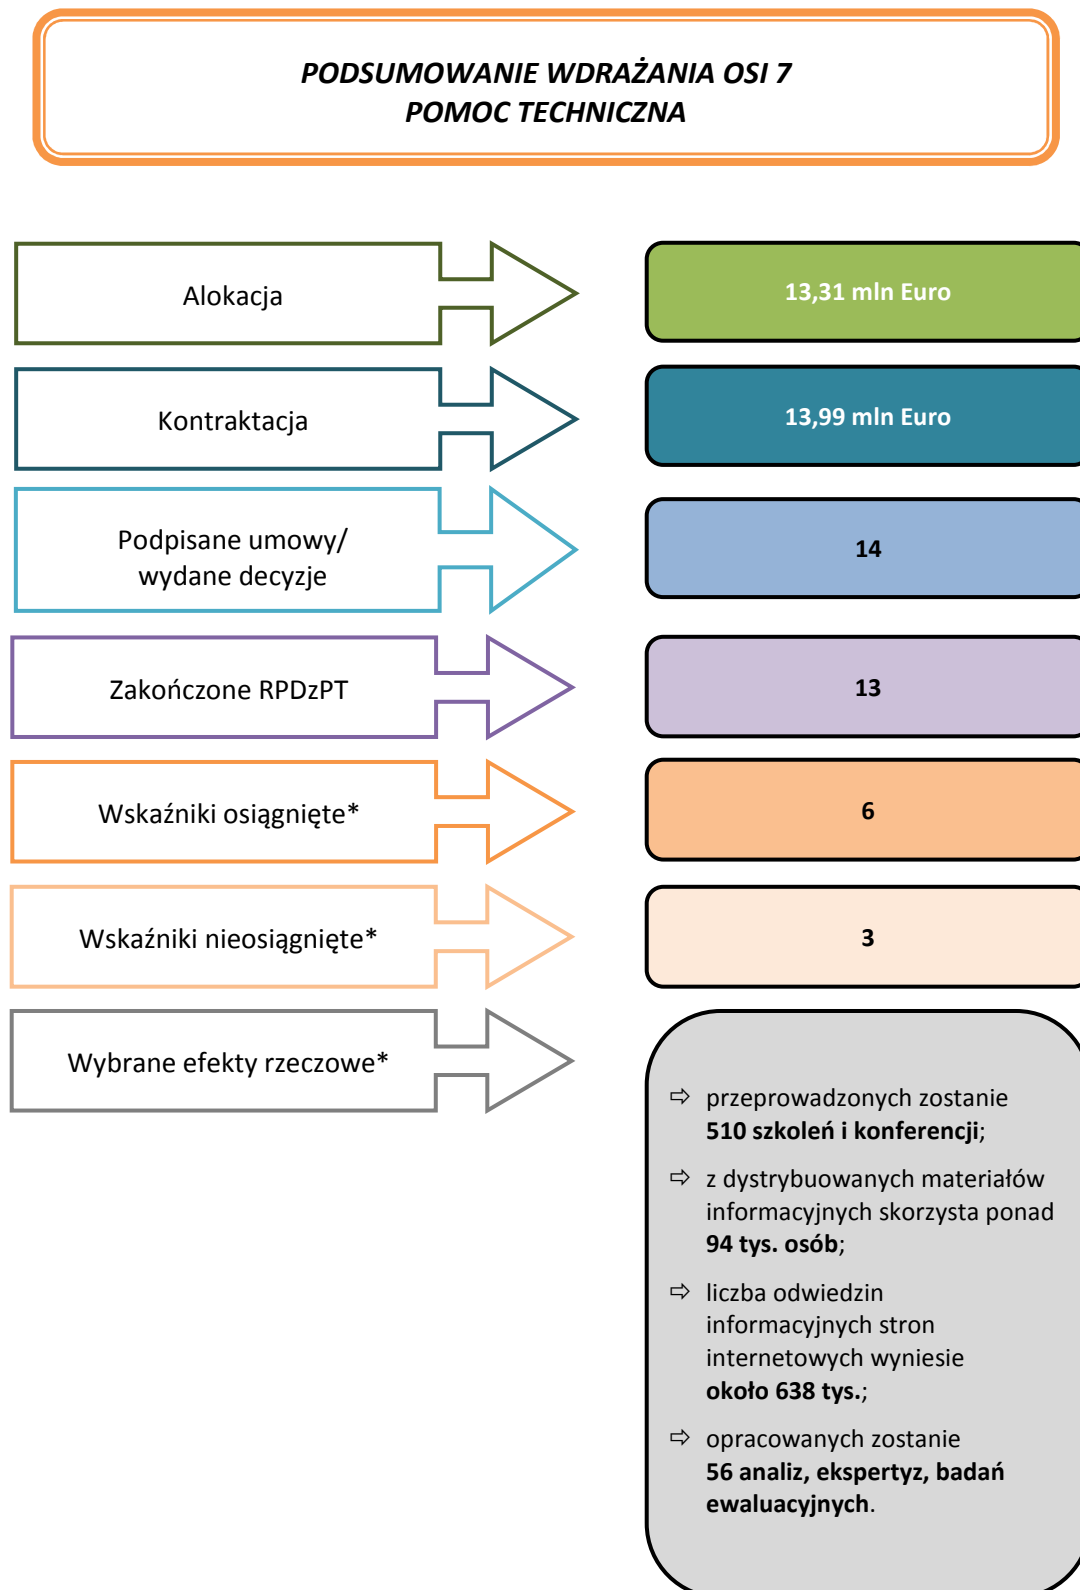 PODSUMOWANIE WDRAŻANIA OSI 7
POMOC TECHNICZNA
Alokacja
13,31 mln Euro
Kontraktacja
13,99 mln Euro
Podpisane umowy/
wydane decyzje
14
Zakończone RPDzPT
13
Wskaźniki osiągnięte*
6
Wskaźniki nieosiągnięte*
3
Wybrane efekty rzeczowe*
⇨ przeprowadzonych zostanie
510 szkoleń i konferencji;
⇨ z dystrybuowanych materiałów
informacyjnych skorzysta ponad
94 tys. osób;
⇨ liczba odwiedzin
informacyjnych stron
internetowych wyniesie
około 638 tys.;
⇨ opracowanych zostanie
56 analiz, ekspertyz, badań
ewaluacyjnych.